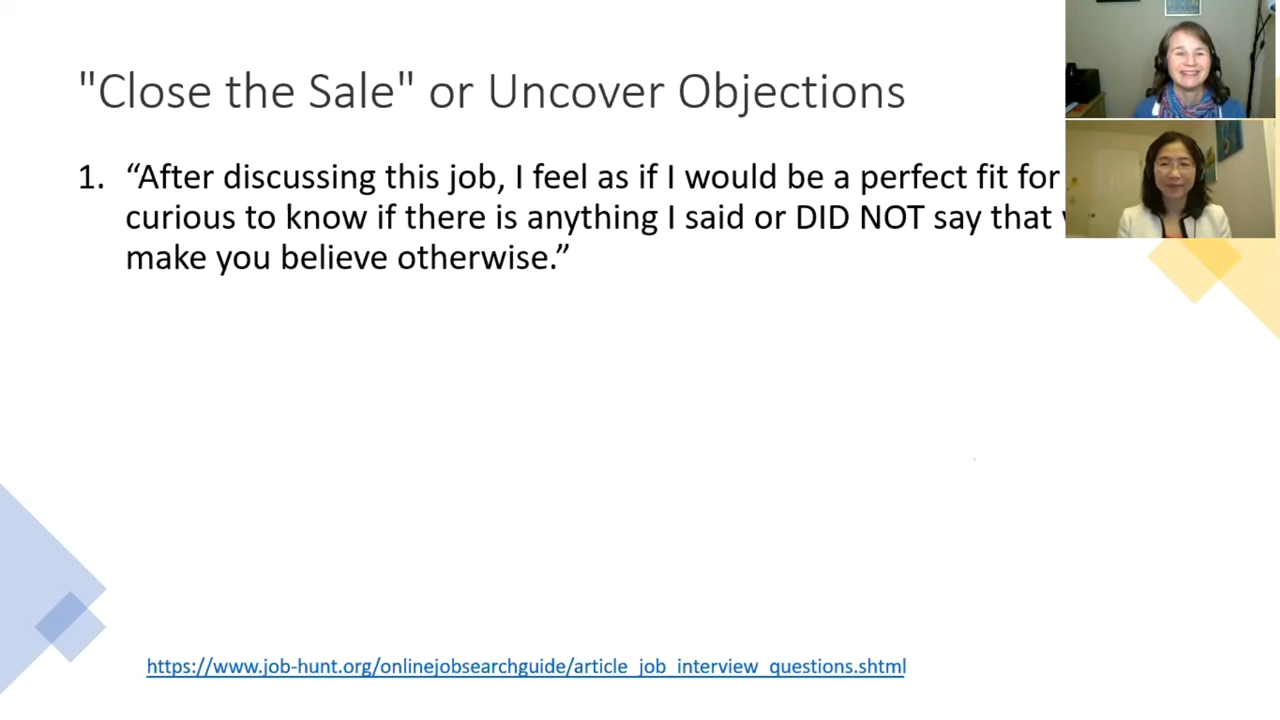 "Close the Sale" or Uncover Objections
1. “After discussing this job, I feel as if I would be a perfect fit for
curious to know if there is anything I said or DID NOT say that
make you believe otherwise.”
https://www.job-hunt.org/onlinejobsearchguide/article_job_interview_questions.shtml